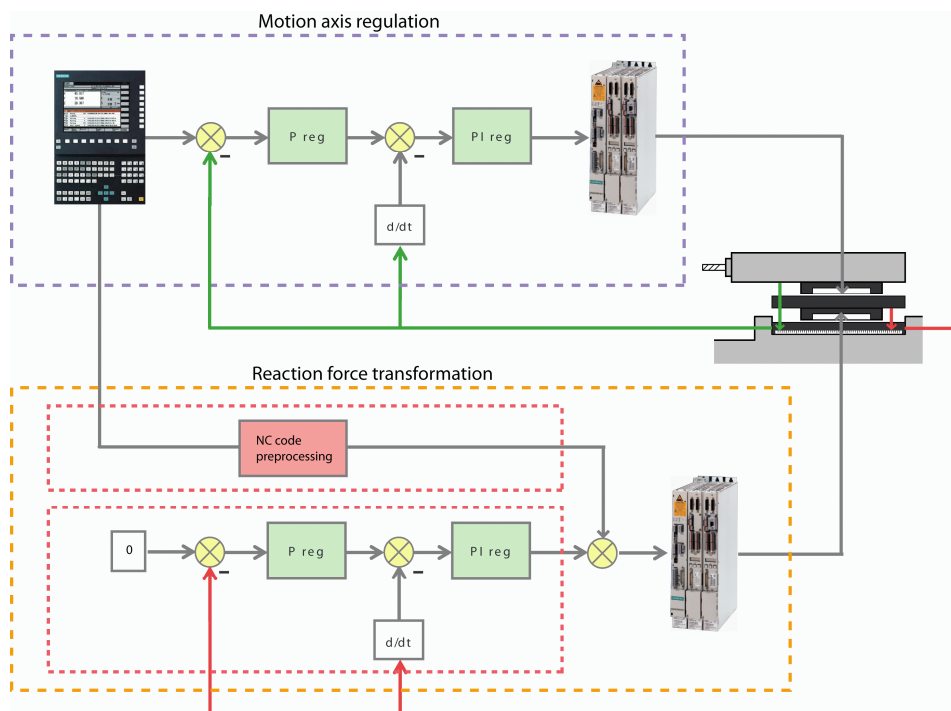 Motion axis regulation
P reg
PI reg
d/dt
Reaction force transformation
NC code
preprocessing
0
P reg
PI reg
d/dt